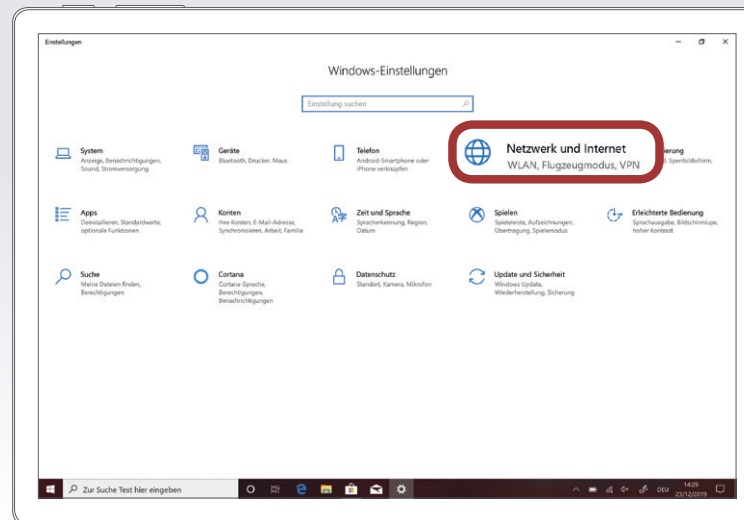 Einstellungen
Windows-Einstellungen
Einstellung suchen
System
Anzeige, Benachrichtigungen,
Sound, Stromversorgung
Geräte
Bluetooth, Drucker, Maus
Telefon
Android-Smartphone oder
iPhone verknüpfen
Netzwerk und Internet
WLAN, Flugzeugmodus, VPN
ierung
Sperrbildschirm,
Apps
Deinstallieren, Standardwerte,
optionale Funktionen
Konten
Ihre Konten, E-Mail-Adresse,
Synchronisieren, Arbeit, Familie
Zeit und Sprache
Spracherkennung, Region,
Datum
Spielen
Spieleleiste, Aufzeichnungen,
Übertragung, Spielemodus
Erleichterte Bedienung
Sprachausgabe, Bildschirmlupe,
hoher Kontrast
Suche
Meine Dateien finden,
Berechtigungen
Cortana
Cortana-Sprache,
Berechtigungen,
Benachrichtigungen
Datenschutz
Standort, Kamera, Mikrofon
Update und Sicherheit
Windows Update,
Wiederherstellung, Sicherung
Zur Suche Text hier eingeben
DEU
14:29
23/12/2019